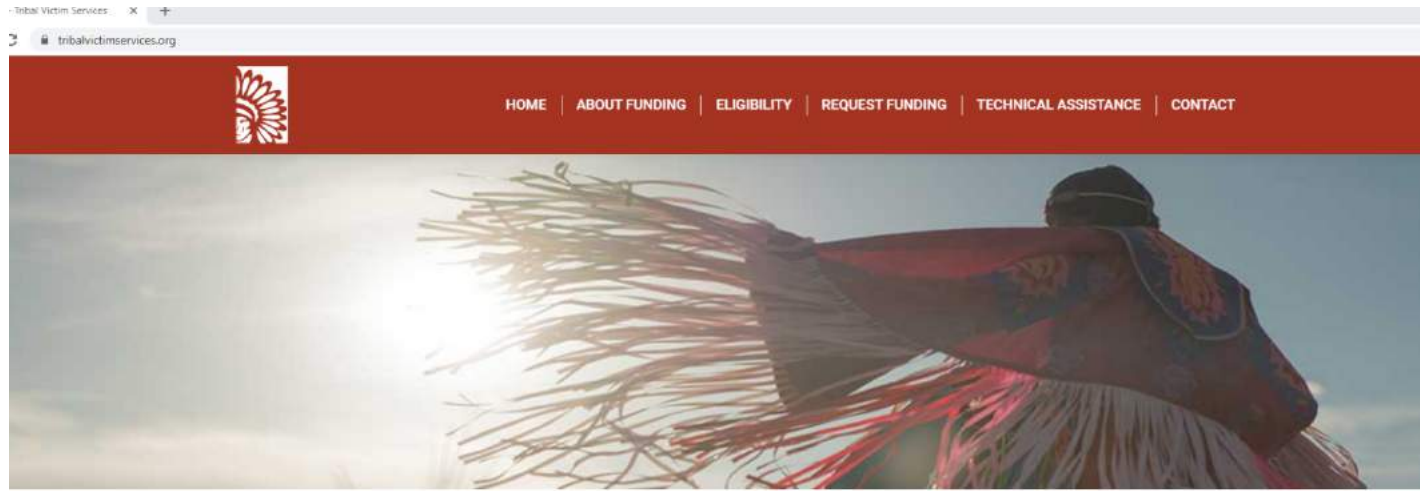 - Tribal Victim Services
tribalvictimservices.org
HOME | ABOUT FUNDING | ELIGIBILITY | REQUEST FUNDING | TECHNICAL ASSISTANCE | CONTACT